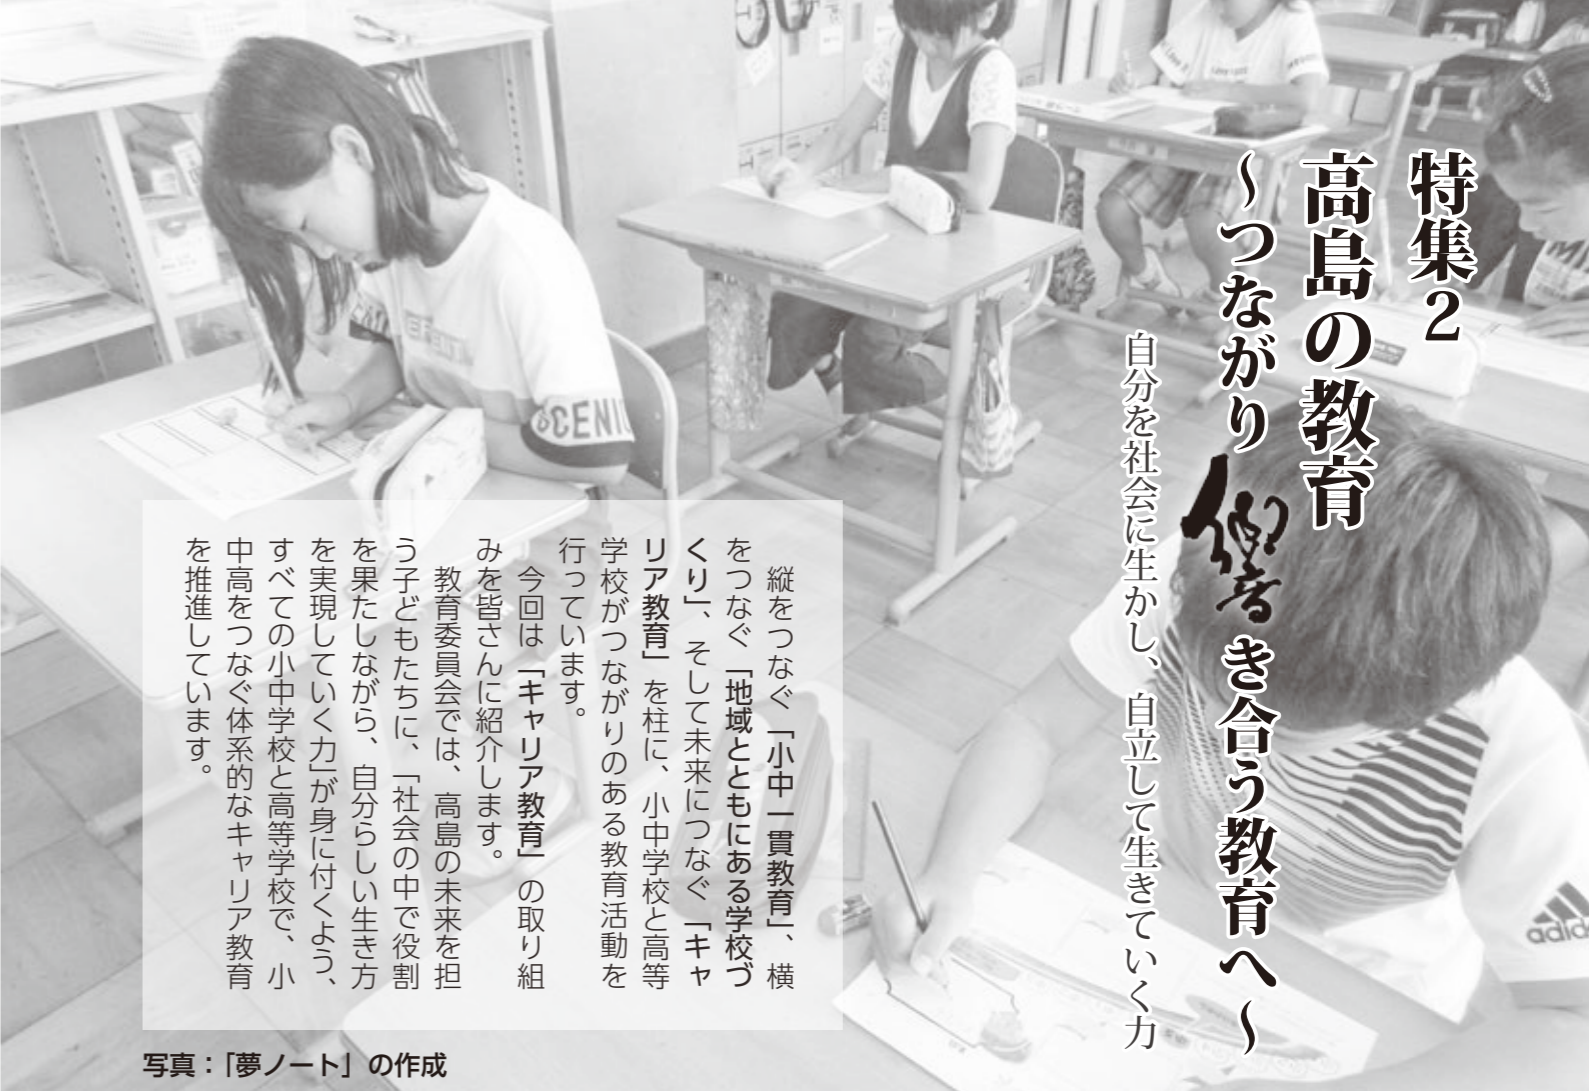 特集2
高島の教育
～つながり響き合う教育へ～
自分を社会に生かし、自立して生きていく力
縦をつなぐ「小中一貫教育」、横
をつなぐ「地域とともにある学校づ
くり」、そして未来につなぐ「キャ
リア教育」を柱に、小中学校と高等
学校がつながりのある教育活動を
行っています。
今回は「キャリア教育」の取り組
みを皆さんに紹介します。
教育委員会では、高島の未来を担
う子どもたちに、「社会の中で役割
を果たしながら、自分らしい生き方
を実現していく力」が身に付くよう、
すべての小中学校と高等学校で、小
中高をつなぐ体系的なキャリア教育
を推進しています。
写真：「夢ノート」の作成
adid